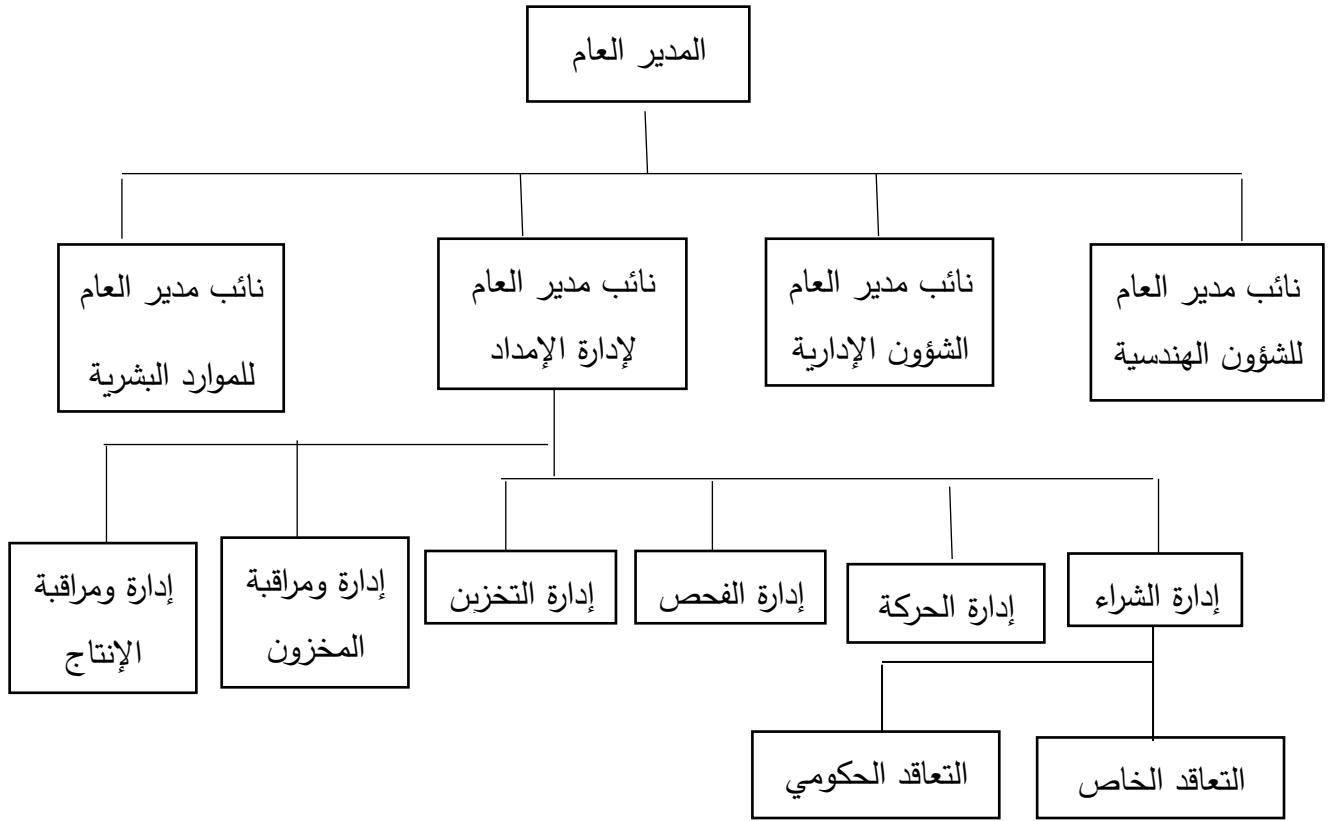 المدير العام
نائب مدير العام
للشؤون الهندسية
نائب مدير العام
الشؤون الإدارية
نائب مدير العام
لإدارة الإمداد
نائب مدير العام
للموارد البشرية
إدارة الشراء
إدارة الحركة
إدارة الفحص
إدارة التخزين
إدارة ومراقبة
المخزون
إدارة ومراقبة
الإنتاج
التعاقد الخاص
التعاقد الحكومي